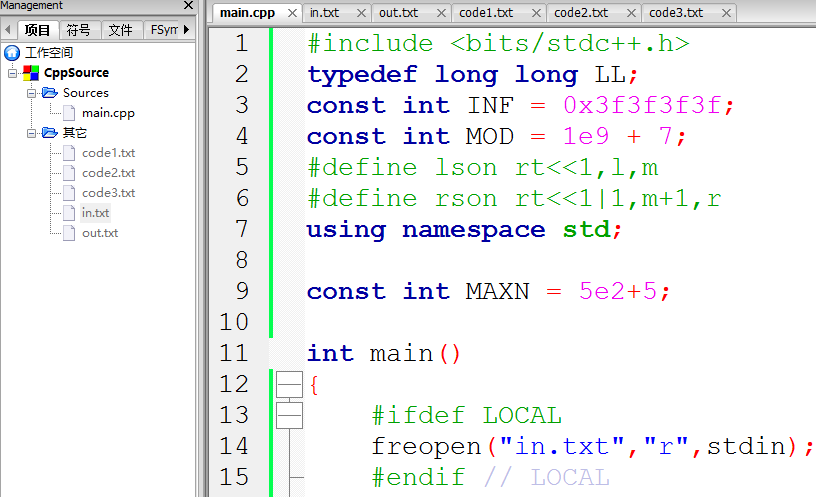 Management
项目 符号 文件 FSym
工作空间
CppSource
Sources
main.cpp
其它
code1.txt
code2.txt
code3.txt
in.txt
out.txt
main.cpp in.txt out.txt code1.txt code2.txt code3.txt
1 #include <bits/stdc++.h>
2 typedef long long LL;
3 const int INF = 0x3f3f3f3f;
4 const int MOD = 1e9 + 7;
5 #define lson rt<<1,l,m
6 #define rson rt<<1|1,m+1,r
7 using namespace std;
8
9 const int MAXN = 5e2+5;
10
11 int main()
12 {
13 #ifdef LOCAL
14 freopen("in.txt","r",stdin);
15 #endif // LOCAL